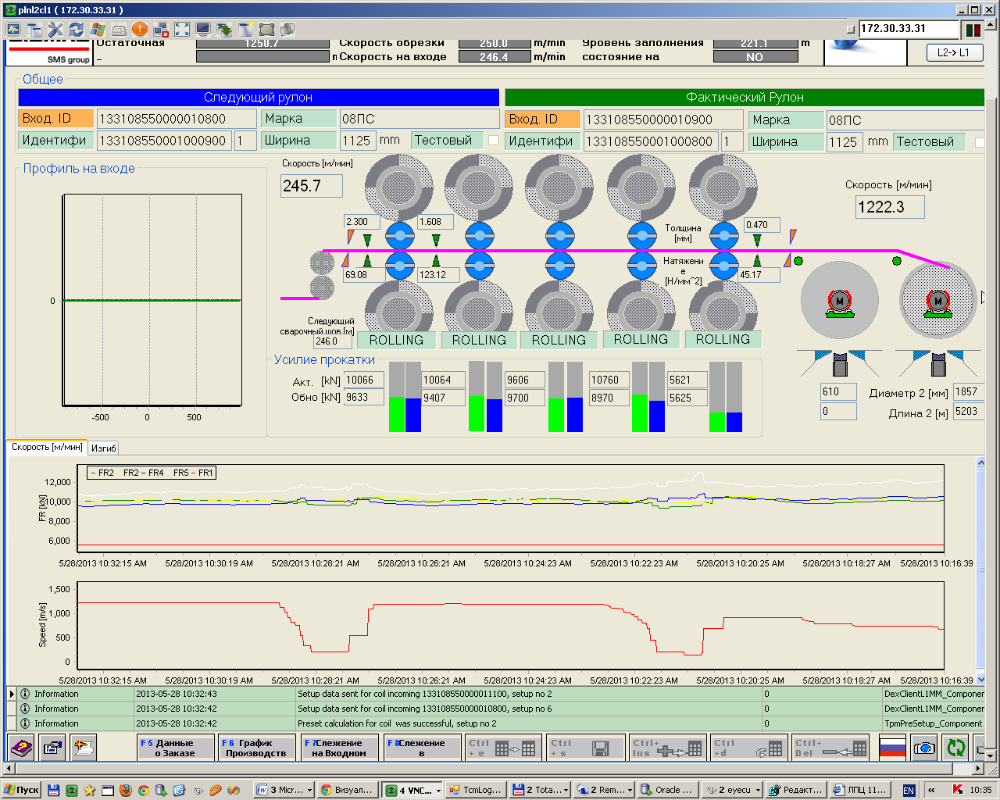 plnl2cl1 ( 172.30.33.31 )
172.30.33.31
Остаточная 1250.7 Скорость обрезки 250.0 m/min Уровень заполнения 221.1 m
SMS group – Скорость на входе 246.4 m/min состояние на NO L2-> L1
Общее
Следующий рулон Фактический Рулон
Вход. ID 133108550000010800 Марка 08ПС Вход. ID 133108550000010900 Марка 08ПС
Идентифи 133108550001000900 1 Ширина 1125 mm Тестовый Идентифи 133108550001000800 1 Ширина 1125 mm Тестовый
Профиль на входе
0
-500 0 500
Скорость [м/мин]
245.7
Скорость [м/мин]
1222.3
2.300 1.608 Толщина [мм] 0.470
69.08 123.12 Натяжение [Н/мм^2] 45.17
M M
Следующий
сварочный шов [м]
246.0
ROLLING ROLLING ROLLING ROLLING ROLLING
Усилие прокатки
Акт. [kN] 10066 10064 9606 10760 5621
Обно [kN] 9633 9407 9700 8970 5625
610 Диаметр 2 [мм] 1857
0 Длина 2 [м] 5203
Скорость [м/мин] Изгиб
– FR2 FR2 – FR4 FR5 – FR1
FR [kN]
12,000
10,000
8,000
6,000
5/28/2013 10:32:15 AM 5/28/2013 10:30:19 AM 5/28/2013 10:28:21 AM 5/28/2013 10:26:21 AM 5/28/2013 10:24:23 AM 5/28/2013 10:22:23 AM 5/28/2013 10:20:25 AM 5/28/2013 10:18:27 AM 5/28/2013 10:16:39
Speed [m/s]
1,500
1,000
500
0
5/28/2013 10:32:15 AM 5/28/2013 10:30:19 AM 5/28/2013 10:28:21 AM 5/28/2013 10:26:21 AM 5/28/2013 10:24:23 AM 5/28/2013 10:22:23 AM 5/28/2013 10:20:25 AM 5/28/2013 10:18:27 AM 5/28/2013 10:16:39
Information 2013-05-28 10:32:43 Setup data sent for coil incoming 133108550000011100, setup no 2 0 DexClientL1MM_Component
Information 2013-05-28 10:32:42 Setup data sent for coil incoming 133108550000010800, setup no 6 0 DexClientL1MM_Component
Information 2013-05-28 10:32:42 Preset calculation for coil was successful, setup no 2 0 TpmPreSetup_Component
F 5 Данные о Заказе
F 6 График Производств
F 7 Слежение на Входном
F 8 Слежение в
Ctrl + e
Ctrl + s
Ctrl+ Ins
Ctrl +d
Ctrl+ Del
Пуск 3 Micr... Визуал... 4 VNC... TcmLog... 2 Tota... 2 Rem... Oracle ... 2 eyecu Редакт... ЛПЦ 11... EN « 10:35